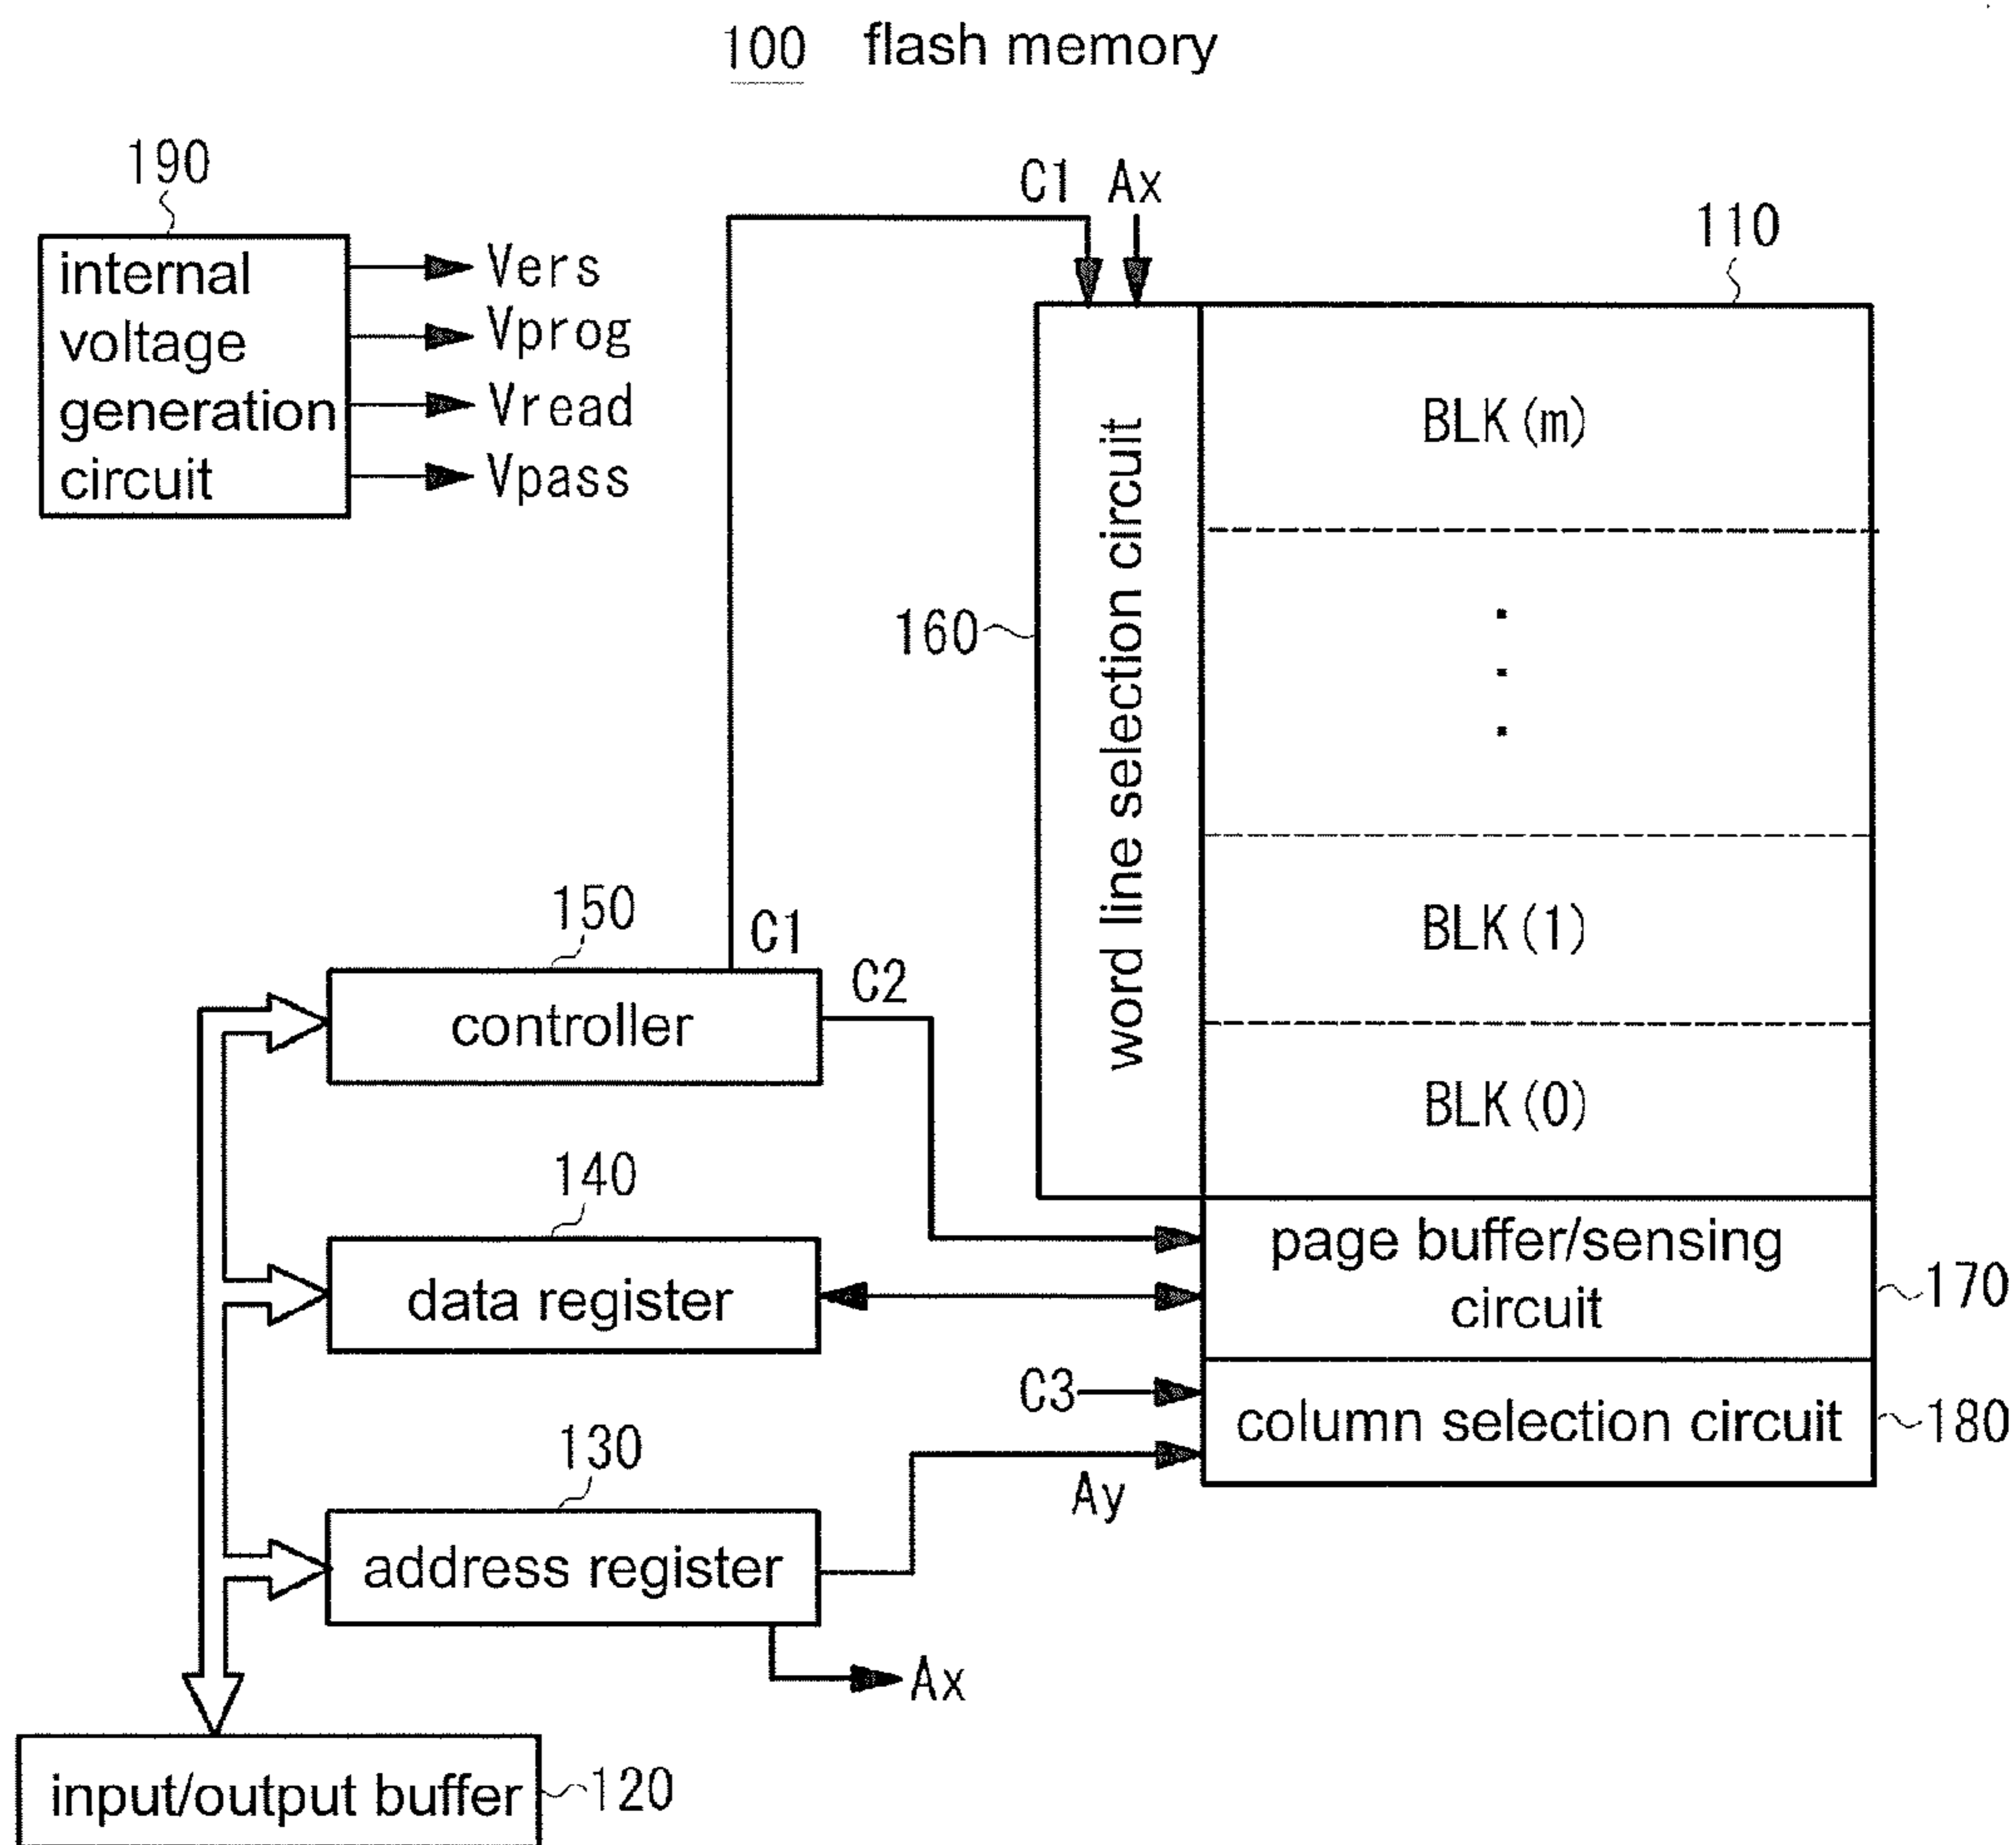 100 flash memory
190
internal
voltage
generation
circuit
Vers
Vprog
Vread
Vpass
C1 Ax
110
160
word line selection circuit
BLK(m)
BLK(1)
BLK(0)
150
C1
C2
controller
140
data register
page buffer/sensing
circuit
170
C3
column selection circuit
180
130
Ay
address register
Ax
input/output buffer
120